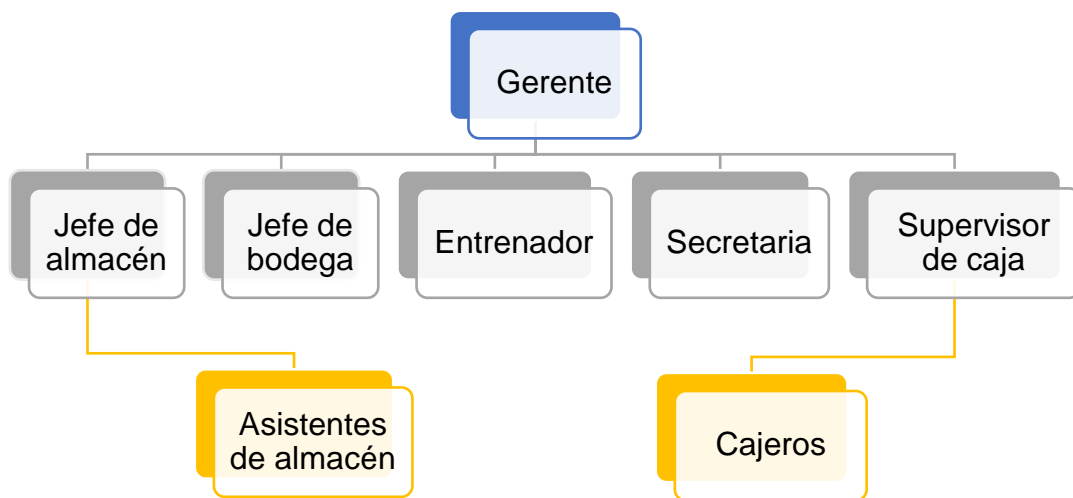 Gerente
Jefe de
almacén
Jefe de
bodega
Entrenador
Secretaria
Supervisor
de caja
Asistentes
de almacén
Cajeros